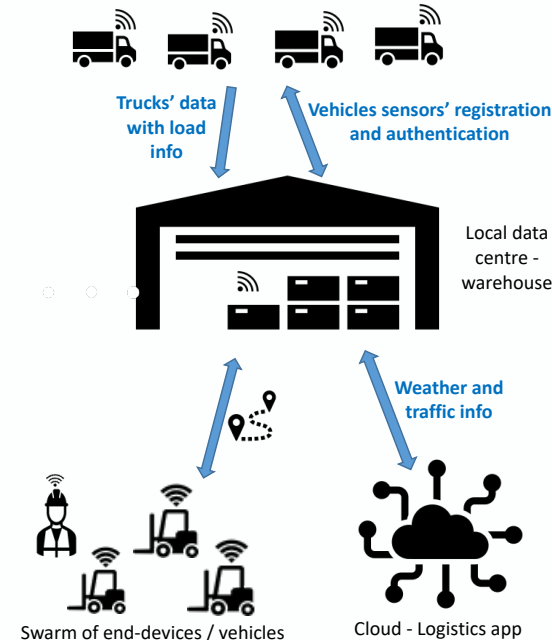 Trucks' data
with load
info
Vehicles sensors' registration
and authentication
Local data
centre -
warehouse
Weather and
traffic info
Swarm of end-devices / vehicles
Cloud - Logistics app